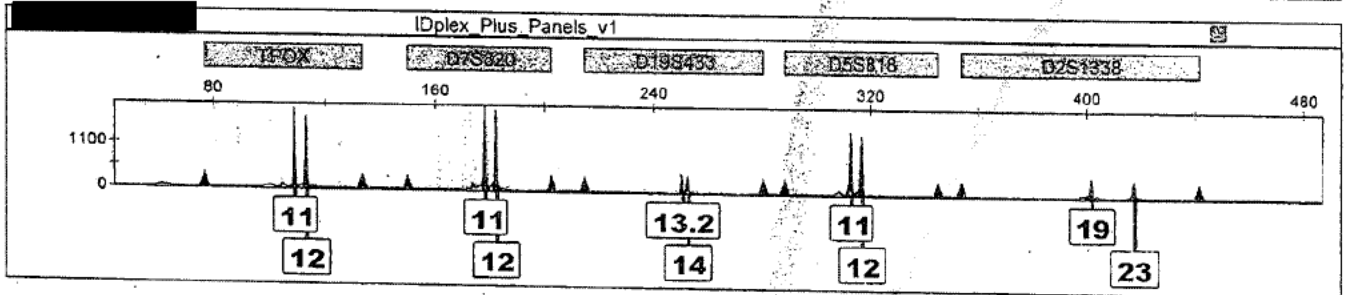 IDplex_Plus_Panels_v1
TPOX D7S820 D19S433 D5S818 D2S1338
80 160 240 320 400 480
1100
0
11 11 13.2 11 19
12 12 14 12 23